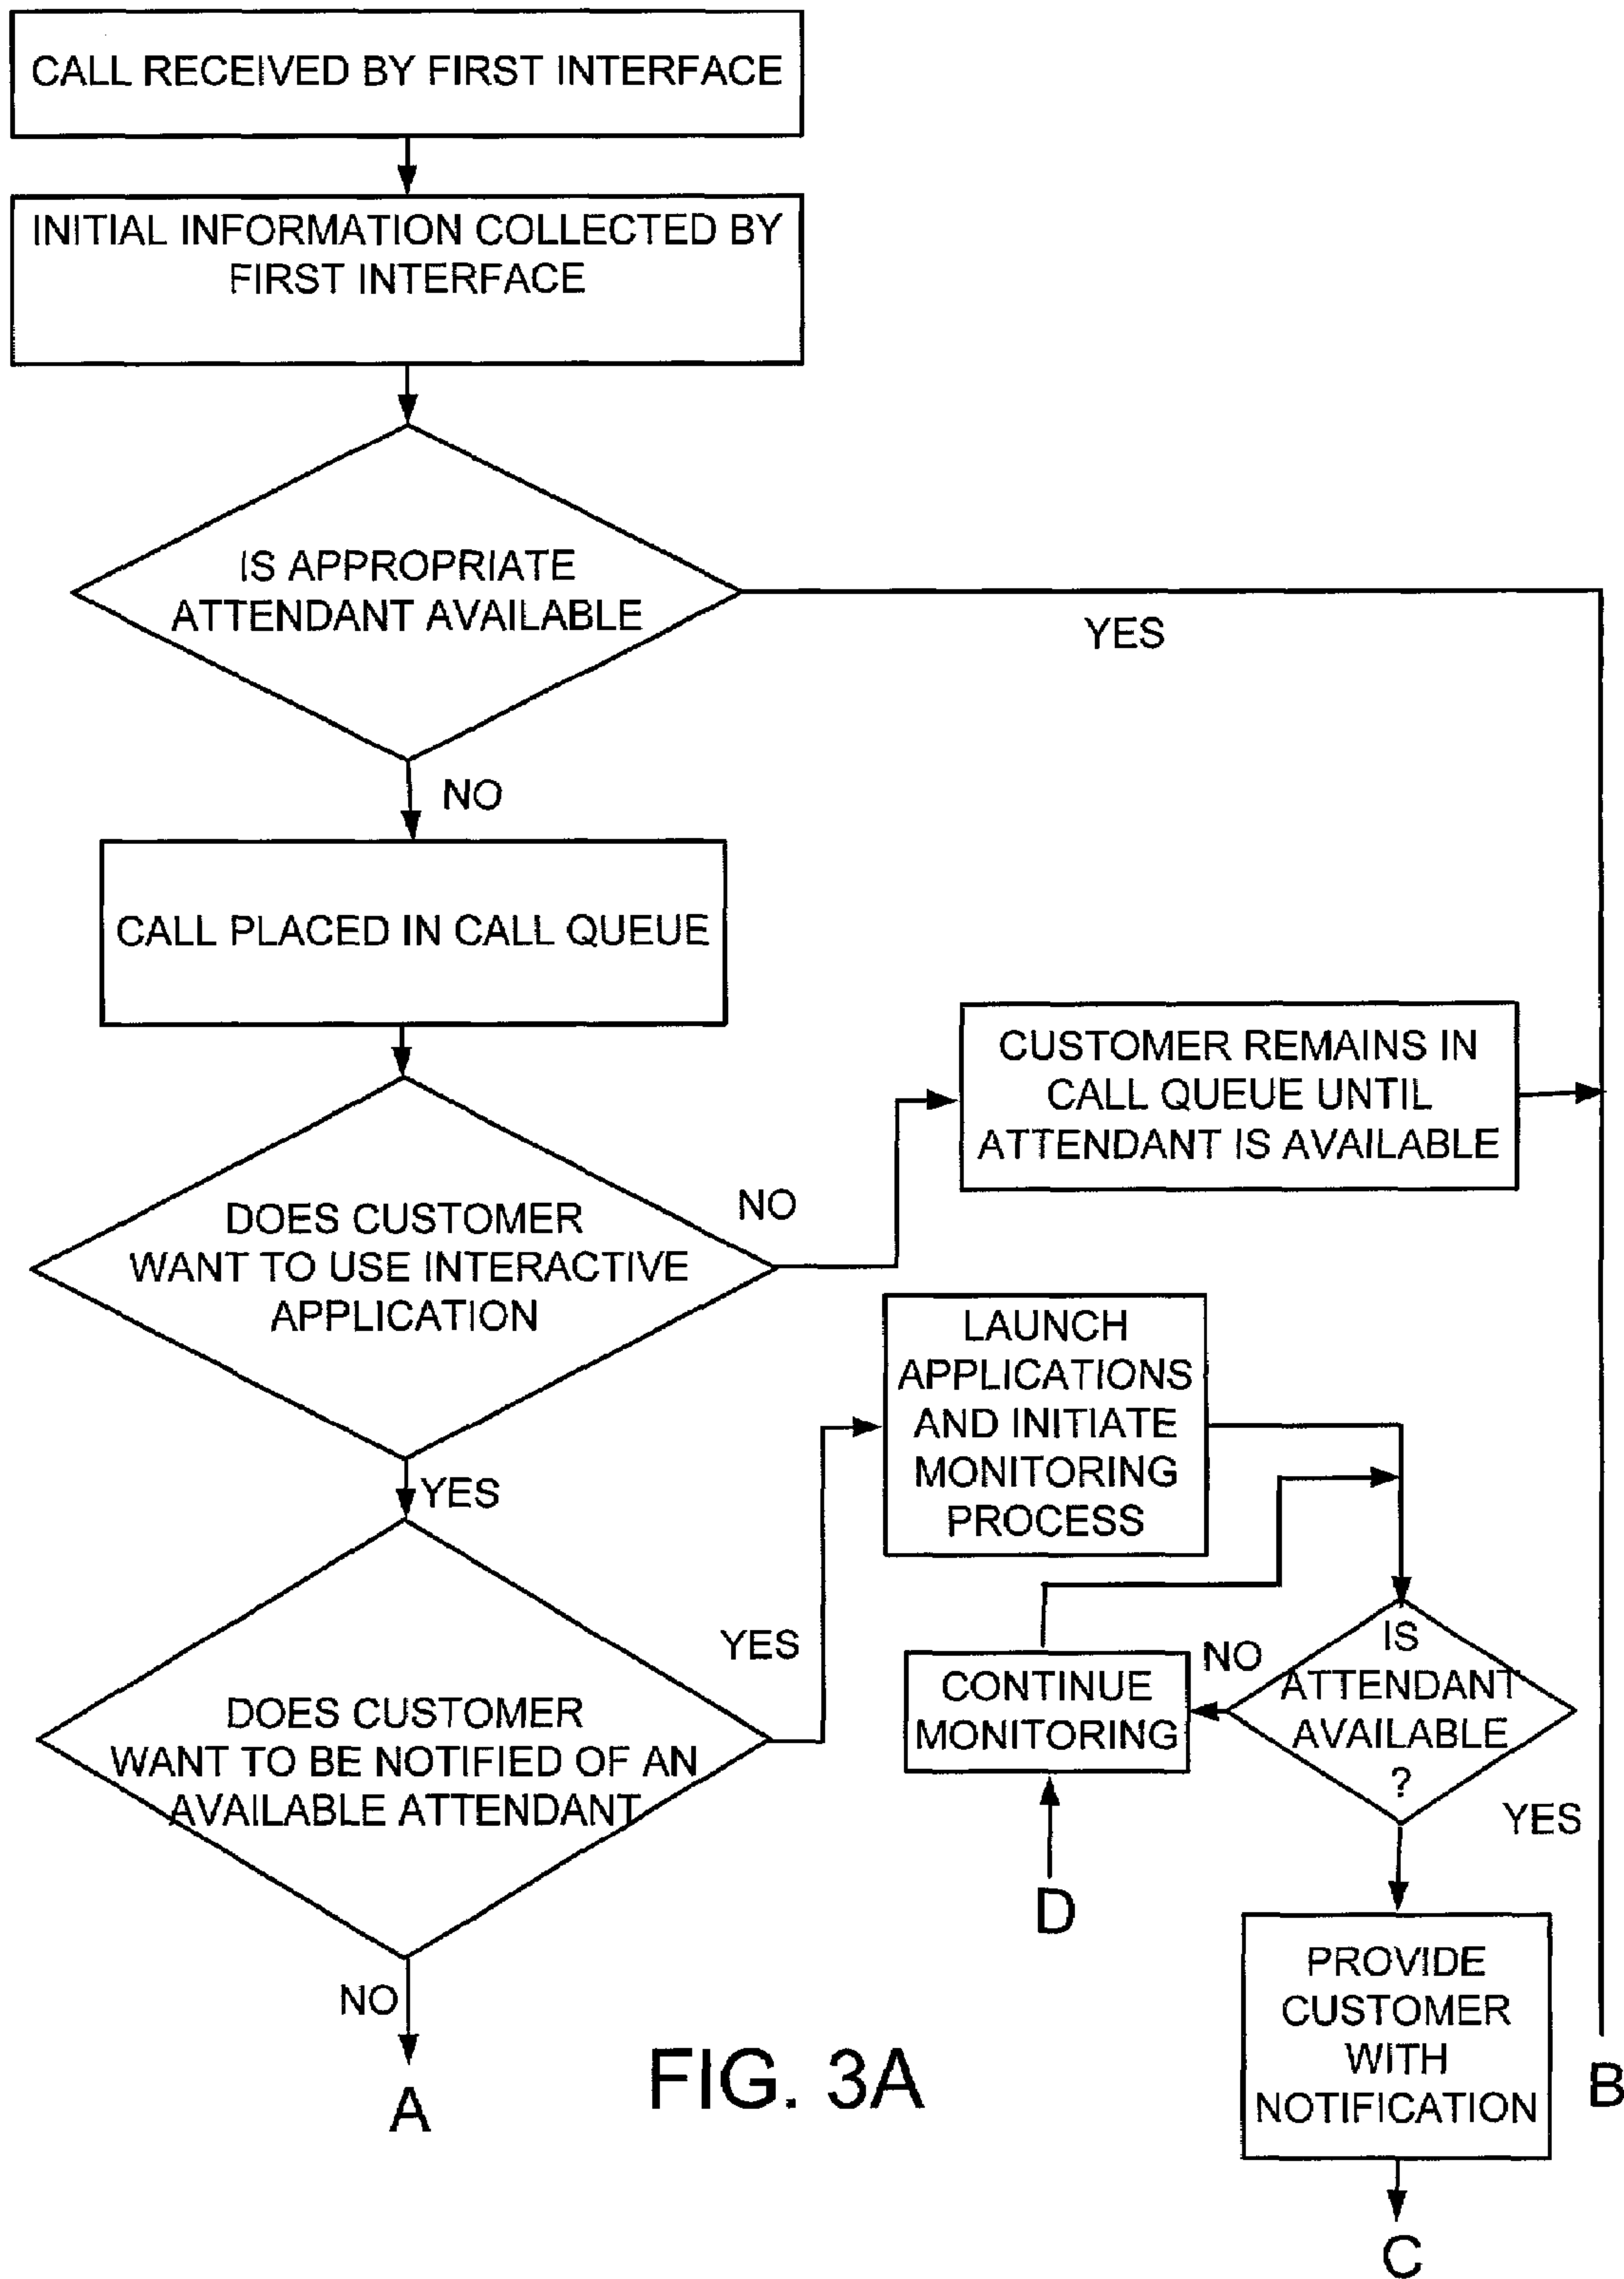 CALL RECEIVED BY FIRST INTERFACE
INITIAL INFORMATION COLLECTED BY
FIRST INTERFACE
IS APPROPRIATE
ATTENDANT AVAILABLE
YES
NO
CALL PLACED IN CALL QUEUE
CUSTOMER REMAINS IN
CALL QUEUE UNTIL
ATTENDANT IS AVAILABLE
NO
DOES CUSTOMER
WANT TO USE INTERACTIVE
APPLICATION
LAUNCH
APPLICATIONS
AND INITIATE
MONITORING
PROCESS
YES
YES
DOES CUSTOMER
WANT TO BE NOTIFIED OF AN
AVAILABLE ATTENDANT
IS
ATTENDANT
AVAILABLE
?
NO
CONTINUE
MONITORING
YES
D
PROVIDE
CUSTOMER
WITH
NOTIFICATION
NO
A
FIG. 3A
B
C